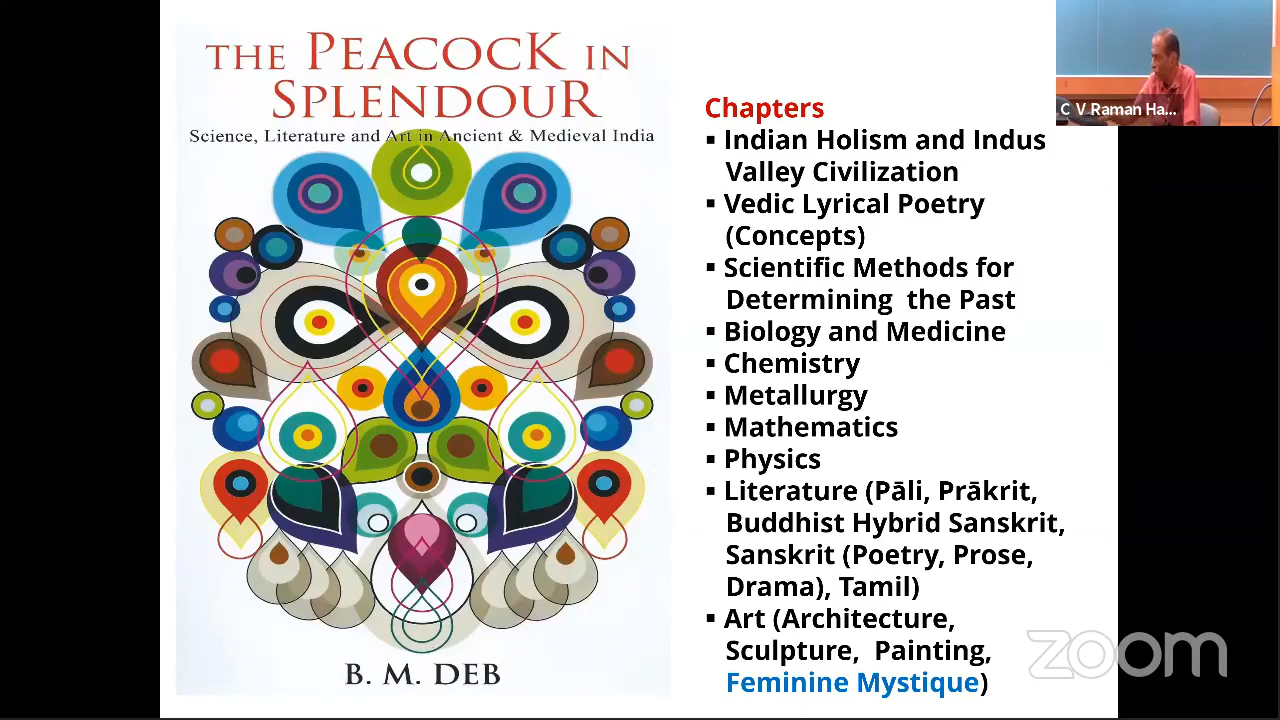 THE PEACOCK IN
SPLENDOUR
Science, Literature and Art in Ancient & Medieval India
B. M. DEB
Chapters
▪ Indian Holism and Indus
Valley Civilization
▪ Vedic Lyrical Poetry
(Concepts)
▪ Scientific Methods for
Determining the Past
▪ Biology and Medicine
▪ Chemistry
▪ Metallurgy
▪ Mathematics
▪ Physics
▪ Literature (Pāli, Prākrit,
Buddhist Hybrid Sanskrit,
Sanskrit (Poetry, Prose,
Drama), Tamil)
▪ Art (Architecture,
Sculpture, Painting,
Feminine Mystique)
C V Raman Ha...
zoom